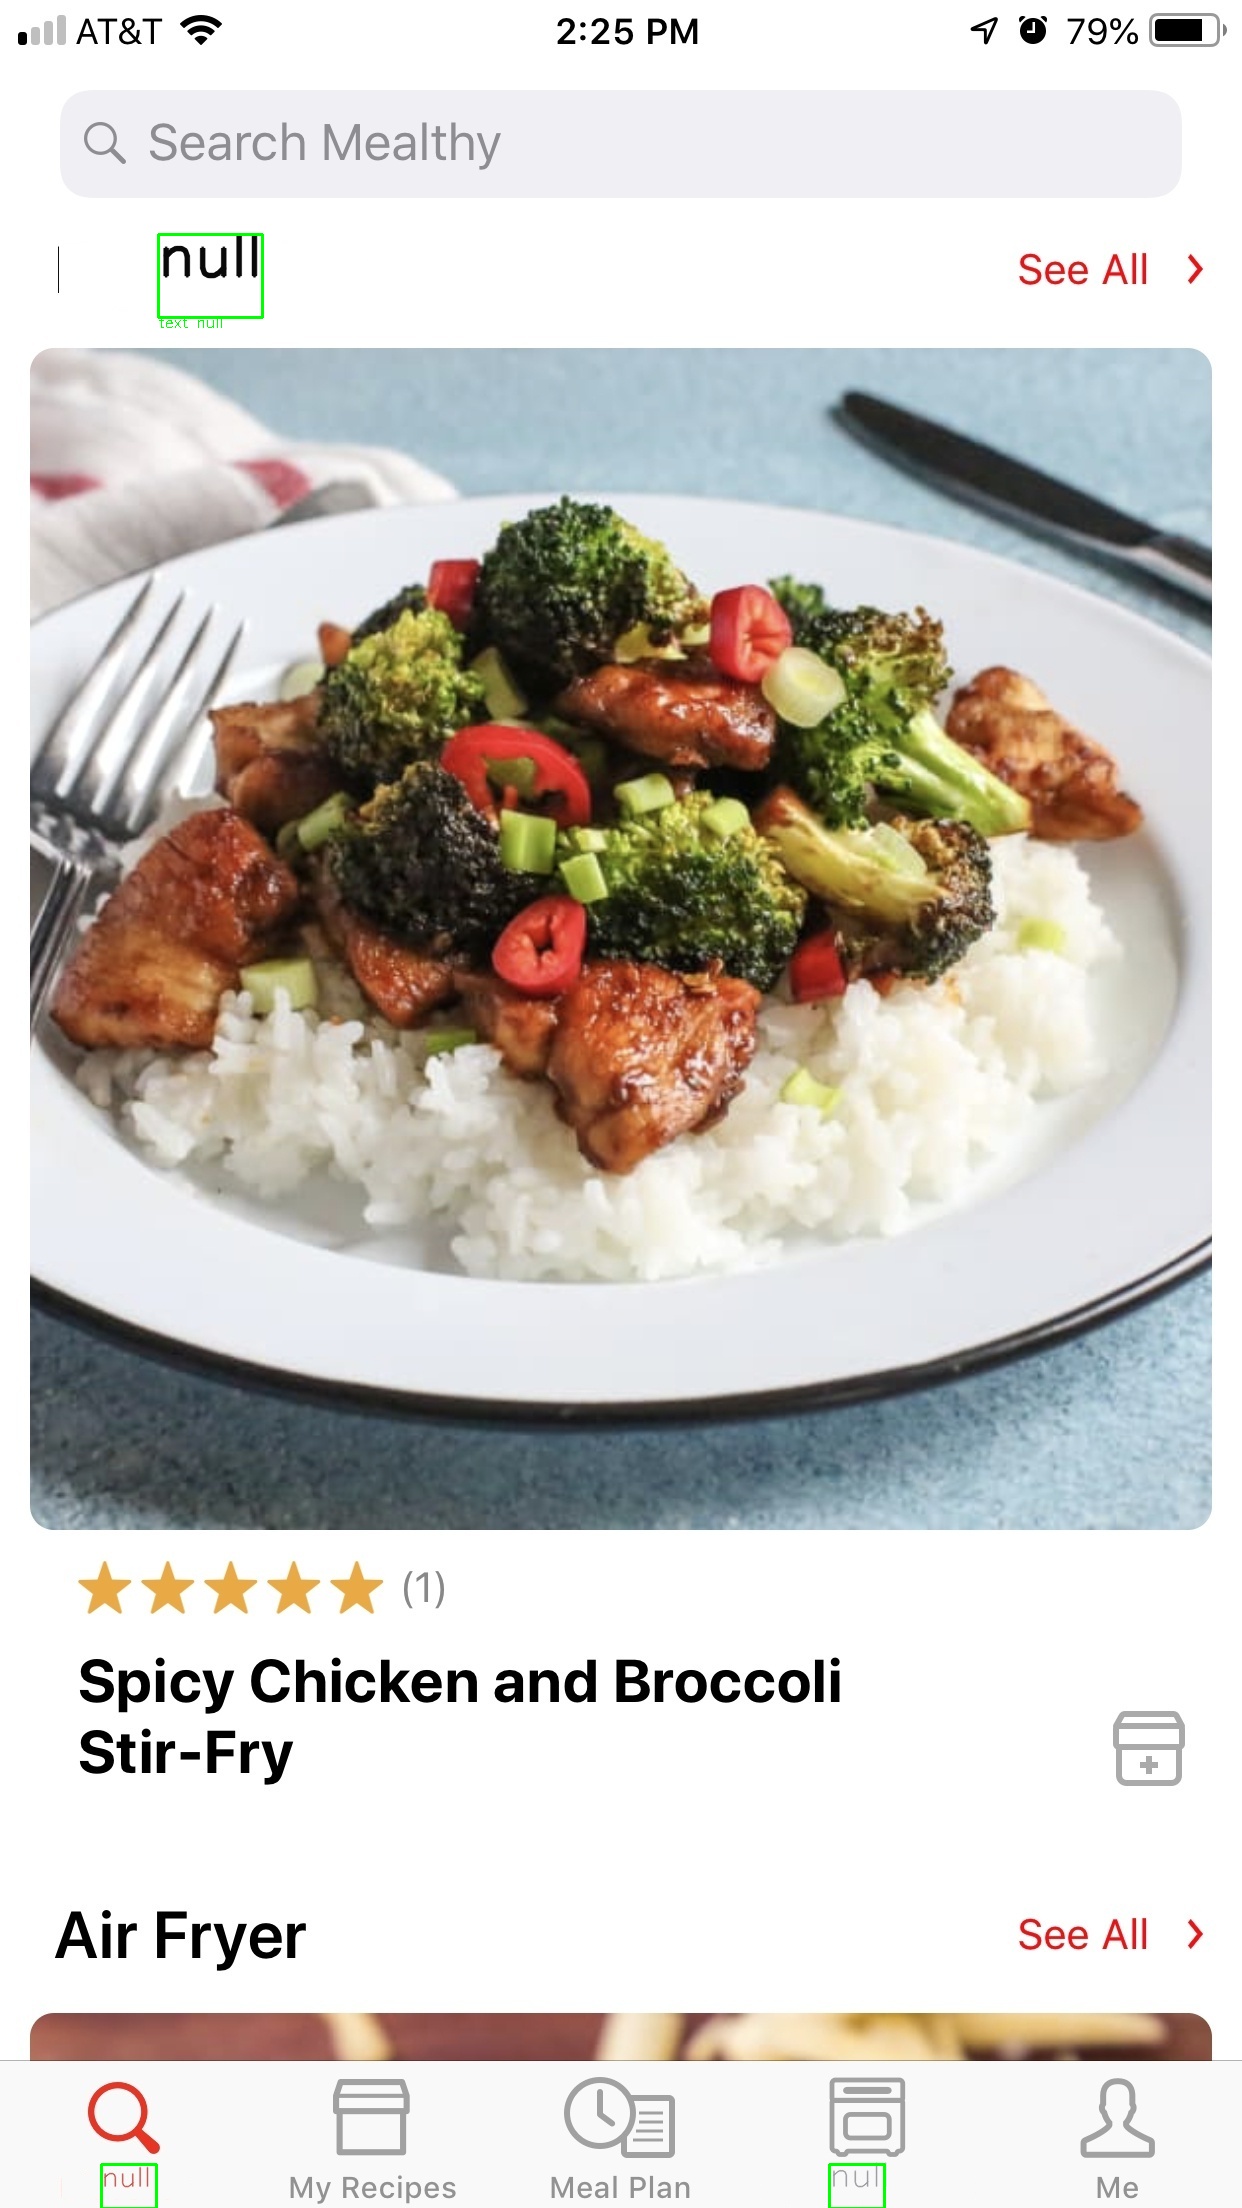 AT&T 2:25 PM 79%
Search Mealthy
null See All
text null
(1)
Spicy Chicken and Broccoli
Stir-Fry
Air Fryer See All
null My Recipes Meal Plan null Me